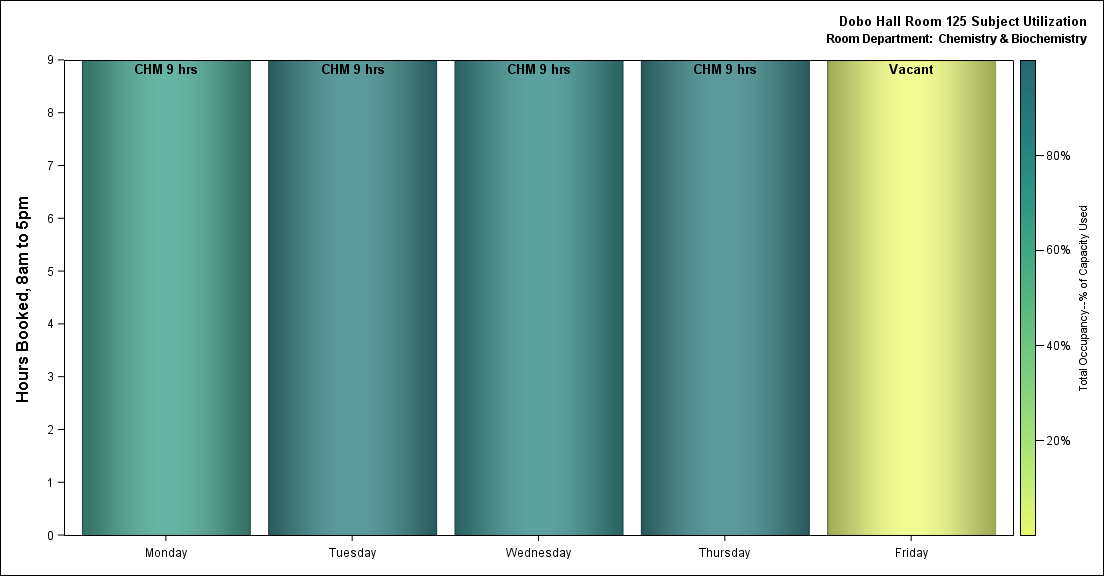 Dobo Hall Room 125 Subject Utilization
Room Department: Chemistry & Biochemistry
Hours Booked, 8am to 5pm
9
8
7
6
5
4
3
2
1
0
CHM 9 hrs
CHM 9 hrs
CHM 9 hrs
CHM 9 hrs
Vacant
Monday
Tuesday
Wednesday
Thursday
Friday
80%
60%
40%
20%
Total Occupancy--% of Capacity Used